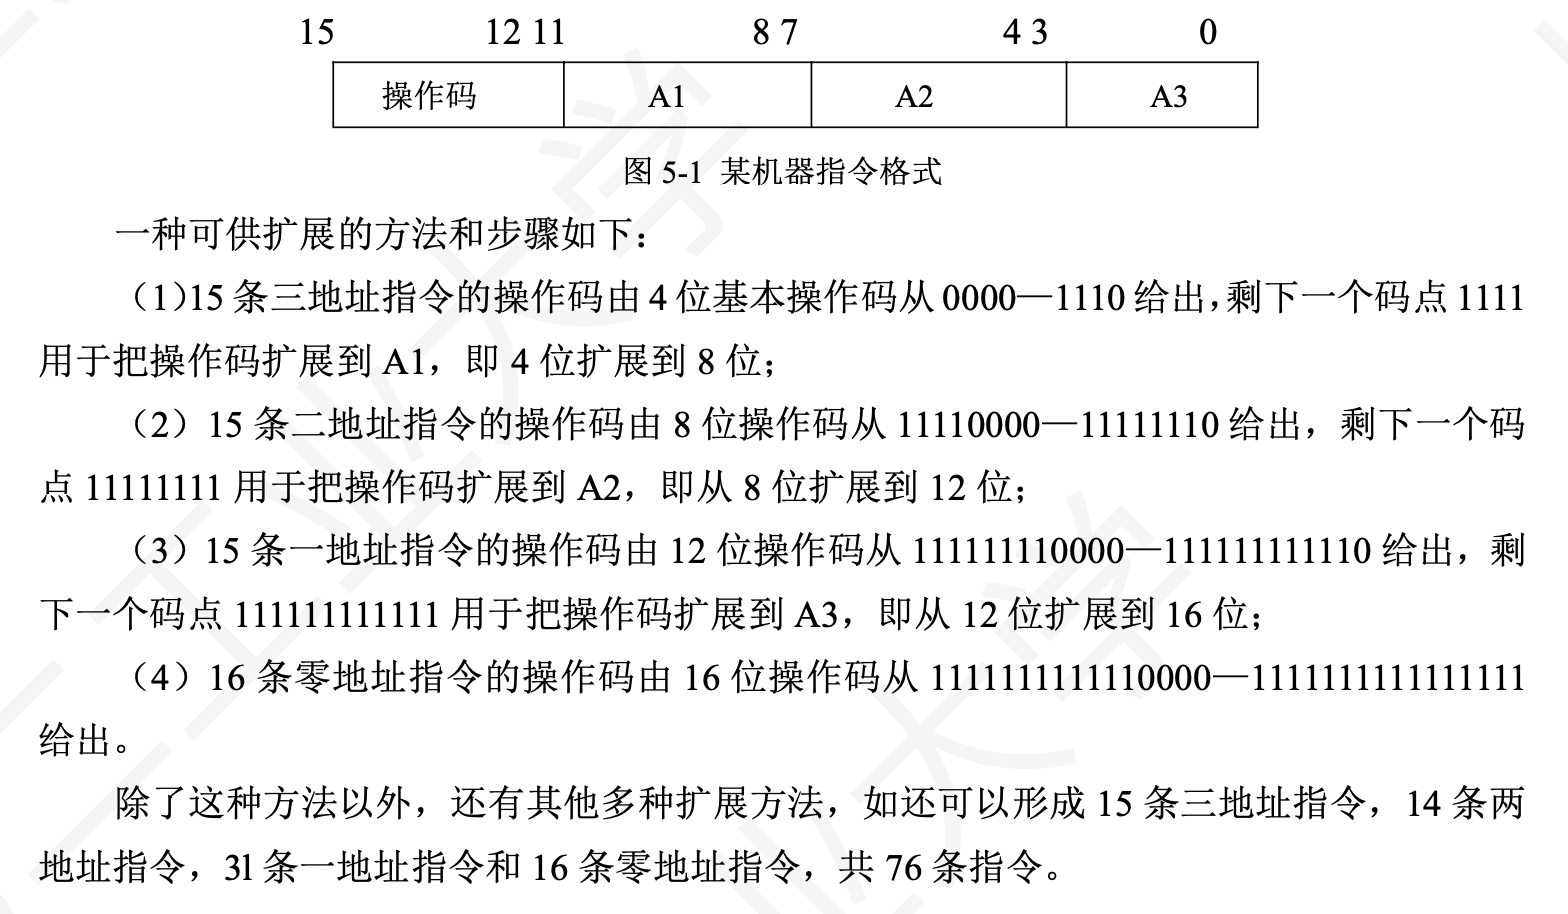 15 12 11 8 7 4 3 0
操作码 A1 A2 A3
图 5-1 某机器指令格式
一种可供扩展的方法和步骤如下：
（1）15 条三地址指令的操作码由 4 位基本操作码从 0000—1110 给出，剩下一个码点 1111
用于把操作码扩展到 A1，即 4 位扩展到 8 位；
（2）15 条二地址指令的操作码由 8 位操作码从 11110000—11111110 给出，剩下一个码
点 11111111 用于把操作码扩展到 A2，即从 8 位扩展到 12 位；
（3）15 条一地址指令的操作码由 12 位操作码从 111111110000—111111111110 给出，剩
下一个码点 111111111111 用于把操作码扩展到 A3，即从 12 位扩展到 16 位；
（4）16 条零地址指令的操作码由 16 位操作码从 1111111111110000—1111111111111111
给出。
除了这种方法以外，还有其他多种扩展方法，如还可以形成 15 条三地址指令，14 条两
地址指令，3l 条一地址指令和 16 条零地址指令，共 76 条指令。
工业大学
工业大学